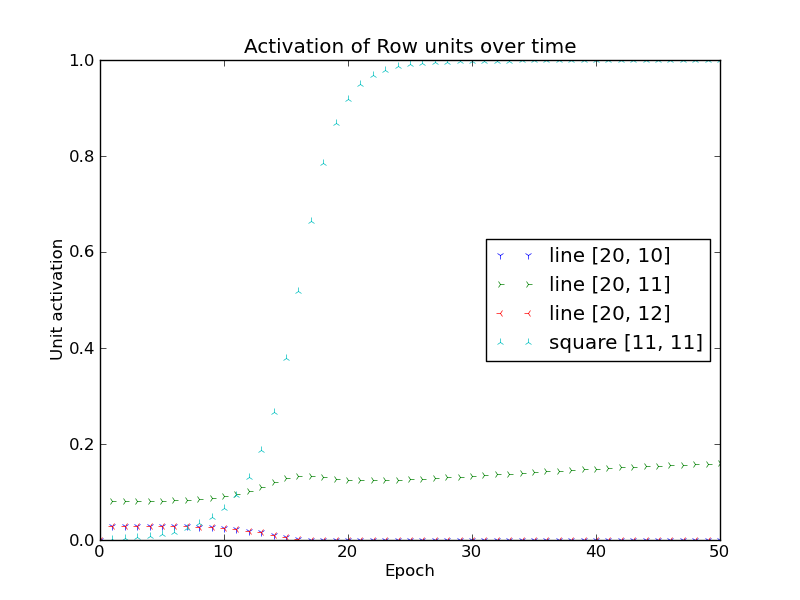 Activation of Row units over time
1.0
0.8
0.6
0.4
0.2
0.0
Unit activation
line [20, 10]
line [20, 11]
line [20, 12]
square [11, 11]
0 10 20 30 40 50
Epoch